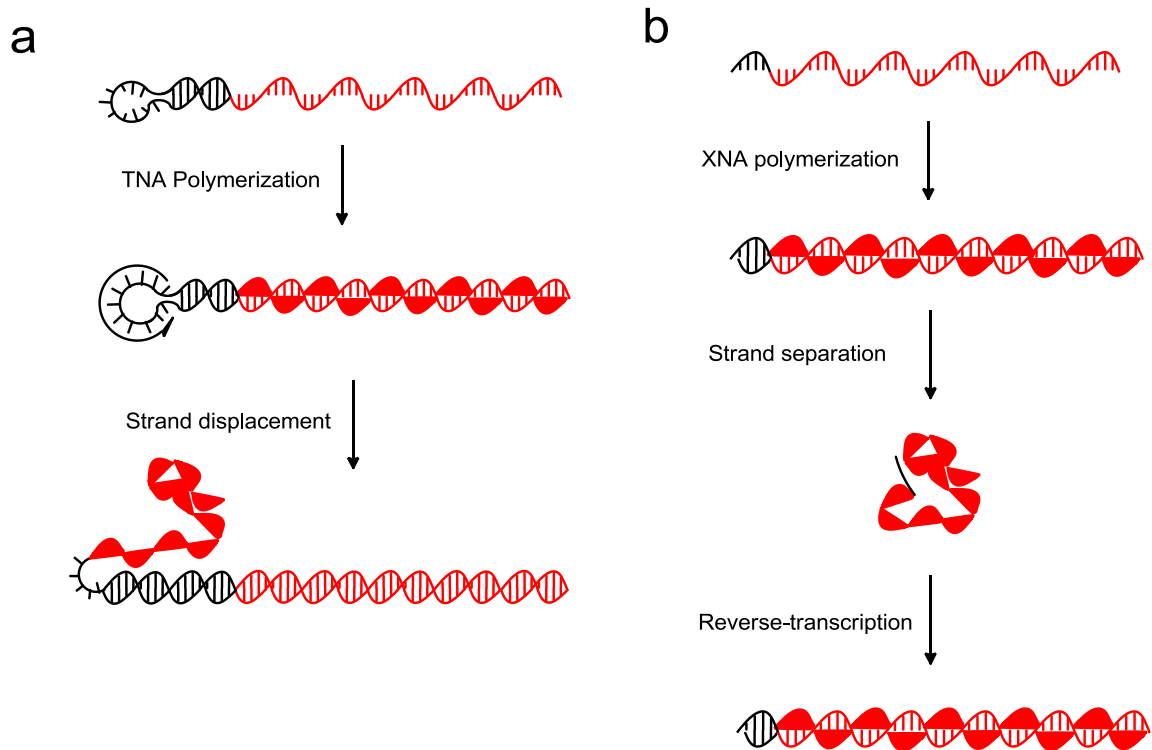 a
TNA Polymerization
Strand displacement
b
XNA polymerization
Strand separation
Reverse-transcription